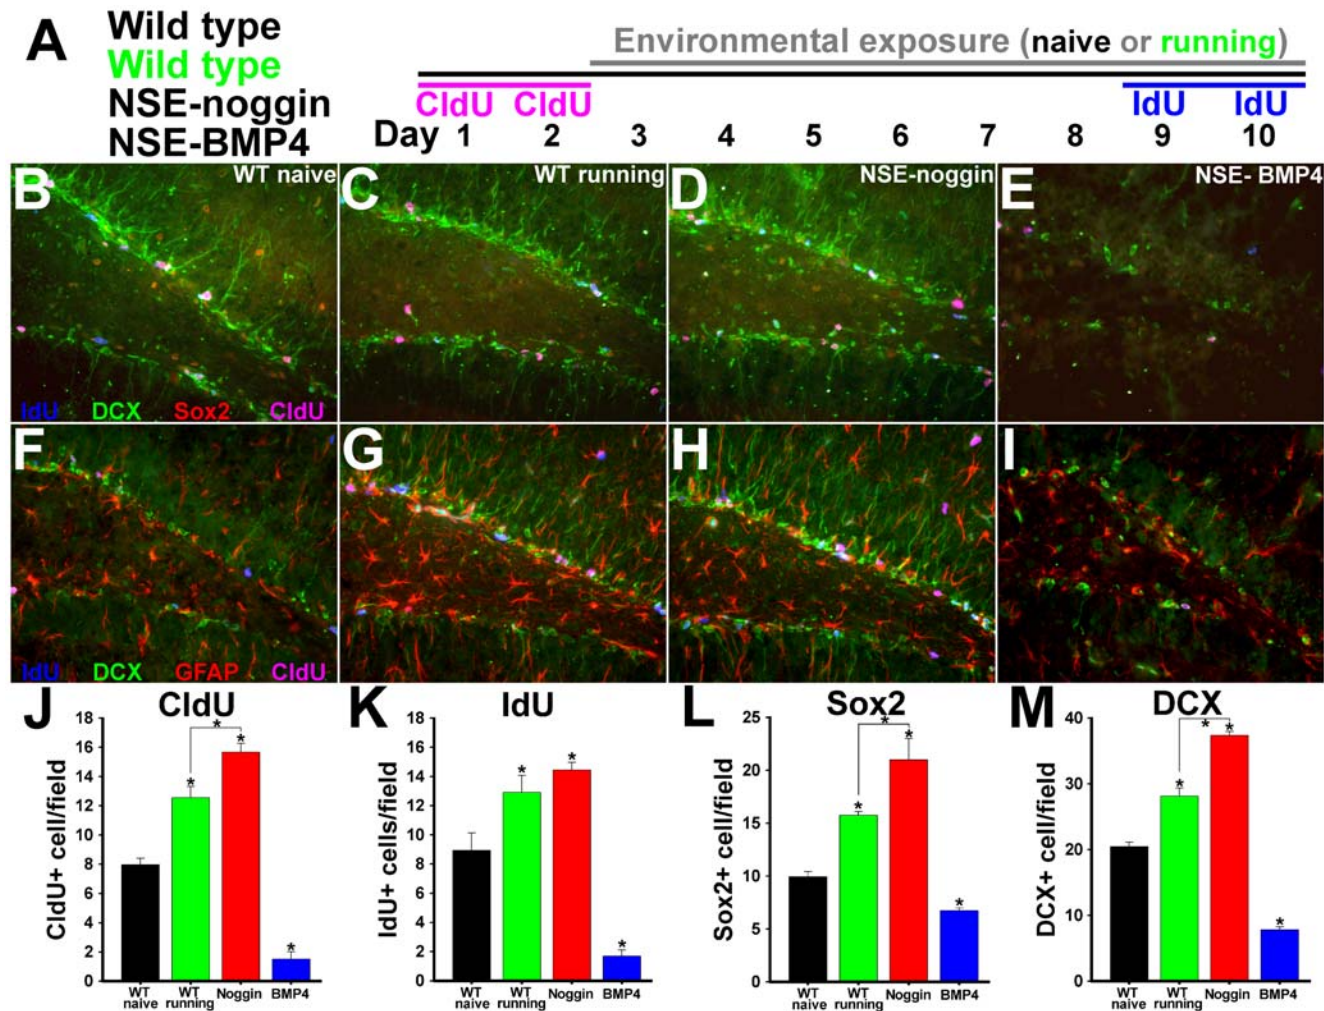 A
Wild type
Wild type
NSE-noggin
NSE-BMP4
Environmental exposure (naive or running)
CldU CldU IdU IdU
Day 1 2 3 4 5 6 7 8 9 10
B WT naive
C WT running
D NSE-noggin
E NSE- BMP4
IdU DCX Sox2 CldU
F G H I
IdU DCX GFAP CldU
J CldU
CldU+ cell/field
18
16
14
12
10
8
6
4
2
0
* * * *
WT naive WT running Noggin BMP4
K IdU
IdU+ cells/field
18
16
14
12
10
8
6
4
2
0
* * *
WT naive WT running Noggin BMP4
L Sox2
Sox2+ cell/field
25
20
15
10
5
0
* * * *
WT naive WT running Noggin BMP4
M DCX
DCX+ cell/field
40
30
20
10
0
* * * *
WT naive WT running Noggin BMP4